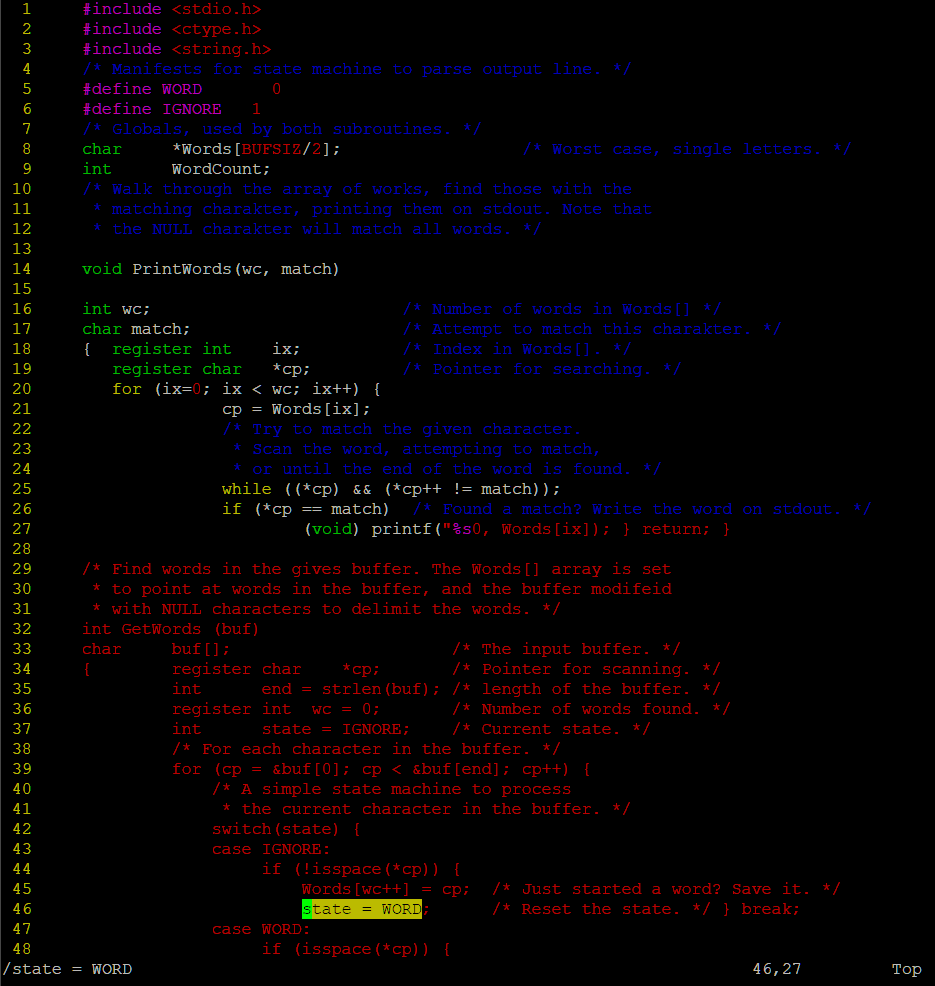 1 #include <stdio.h>
2 #include <ctype.h>
3 #include <string.h>
4 /* Manifests for state machine to parse output line. */
5 #define WORD 0
6 #define IGNORE 1
7 /* Globals, used by both subroutines. */
8 char *Words[BUFSIZ/2]; /* Worst case, single letters. */
9 int WordCount;
10 /* Walk through the array of works, find those with the
11 * matching charakter, printing them on stdout. Note that
12 * the NULL charakter will match all words. */
13
14 void PrintWords(wc, match)
15
16 int wc; /* Number of words in Words[] */
17 char match; /* Attempt to match this charakter. */
18 { register int ix; /* Index in Words[]. */
19 register char *cp; /* Pointer for searching. */
20 for (ix=0; ix < wc; ix++) {
21 cp = Words[ix];
22 /* Try to match the given character.
23 * Scan the word, attempting to match,
24 * or until the end of the word is found. */
25 while ((*cp) && (*cp++ != match));
26 if (*cp == match) /* Found a match? Write the word on stdout. */
27 (void) printf("%s0, Words[ix]); } return; }
28
29 /* Find words in the gives buffer. The Words[] array is set
30 * to point at words in the buffer, and the buffer modifeid
31 * with NULL characters to delimit the words. */
32 int GetWords (buf)
33 char buf[]; /* The input buffer. */
34 { register char *cp; /* Pointer for scanning. */
35 int end = strlen(buf); /* length of the buffer. */
36 register int wc = 0; /* Number of words found. */
37 int state = IGNORE; /* Current state. */
38 /* For each character in the buffer. */
39 for (cp = &buf[0]; cp < &buf[end]; cp++) {
40 /* A simple state machine to process
41 * the current character in the buffer. */
42 switch(state) {
43 case IGNORE:
44 if (!isspace(*cp)) {
45 Words[wc++] = cp; /* Just started a word? Save it. */
46 state = WORD; /* Reset the state. */ } break;
47 case WORD:
48 if (isspace(*cp)) {
/state = WORD 46,27 Top